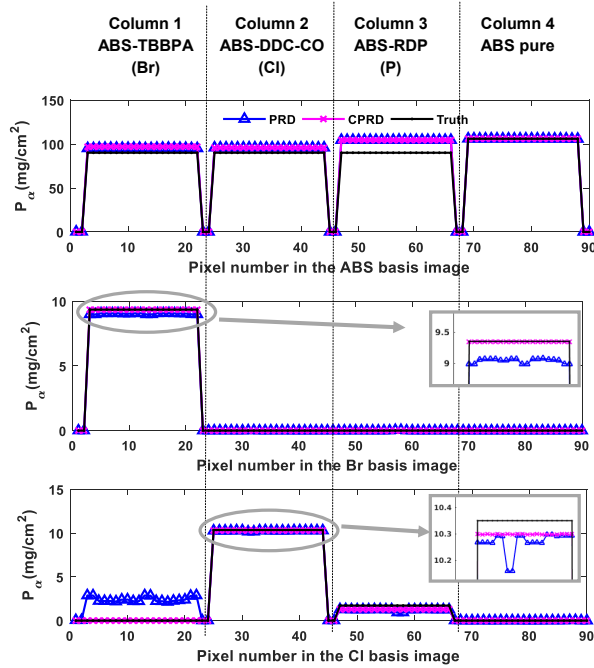 Column 1 Column 2 Column 3 Column 4
ABS-TBBPA ABS-DDC-CO ABS-RDP ABS pure
(Br) (Cl) (P)
PRD CPRD Truth
150
100
50
0
P α (mg/cm²)
0 10 20 30 40 50 60 70 80 90
Pixel number in the ABS basis image
10
5
0
P α (mg/cm²)
9.5
9
0 10 20 30 40 50 60 70 80 90
Pixel number in the Br basis image
15
10
5
0
P α (mg/cm²)
10.4
10.3
10.2
0 10 20 30 40 50 60 70 80 90
Pixel number in the Cl basis image